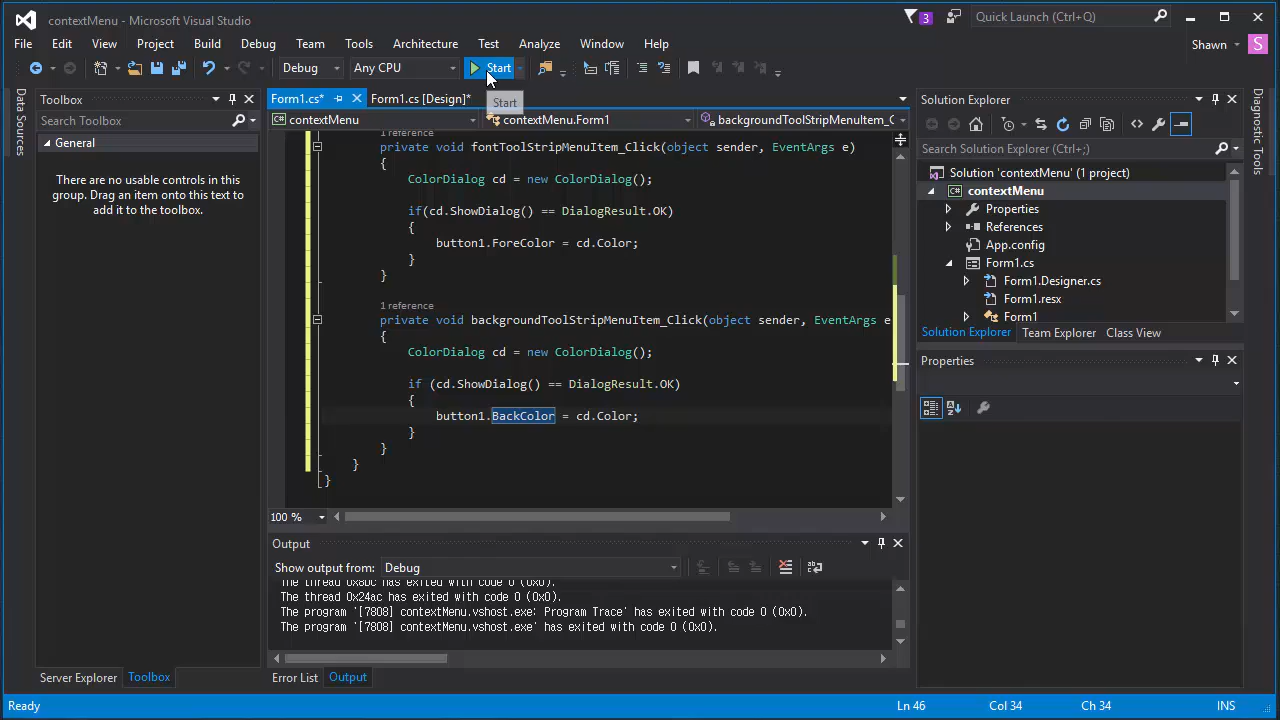 contextMenu - Microsoft Visual Studio
3
Quick Launch (Ctrl+Q)
File Edit View Project Build Debug Team Tools Architecture Test Analyze Window Help
Shawn
S
Debug
Any CPU
Start
Start
Data Sources
Toolbox
Search Toolbox
General
There are no usable controls in this
group. Drag an item onto this text to
add it to the toolbox.
Server Explorer
Toolbox
Form1.cs*
Form1.cs [Design]*
contextMenu
contextMenu.Form1
backgroundToolStripMenuItem_C
1 reference
private void fontToolStripMenuItem_Click(object sender, EventArgs e)
{
ColorDialog cd = new ColorDialog();
if(cd.ShowDialog() == DialogResult.OK)
{
button1.ForeColor = cd.Color;
}
}
1 reference
private void backgroundToolStripMenuItem_Click(object sender, EventArgs e
{
ColorDialog cd = new ColorDialog();
if (cd.ShowDialog() == DialogResult.OK)
{
button1.BackColor = cd.Color;
}
}
}
}
100 %
Output
Show output from: Debug
The thread 0x8bc has exited with code 0 (0x0).
The thread 0x24ac has exited with code 0 (0x0).
The program '[7808] contextMenu.vshost.exe: Program Trace' has exited with code 0 (0x0).
The program '[7808] contextMenu.vshost.exe' has exited with code 0 (0x0).
Error List
Output
Solution Explorer
Search Solution Explorer (Ctrl+;)
Solution 'contextMenu' (1 project)
C# contextMenu
Properties
References
App.config
Form1.cs
Form1.Designer.cs
Form1.resx
Form1
Solution Explorer
Team Explorer
Class View
Properties
Diagnostic Tools
Ready
Ln 46
Col 34
Ch 34
INS